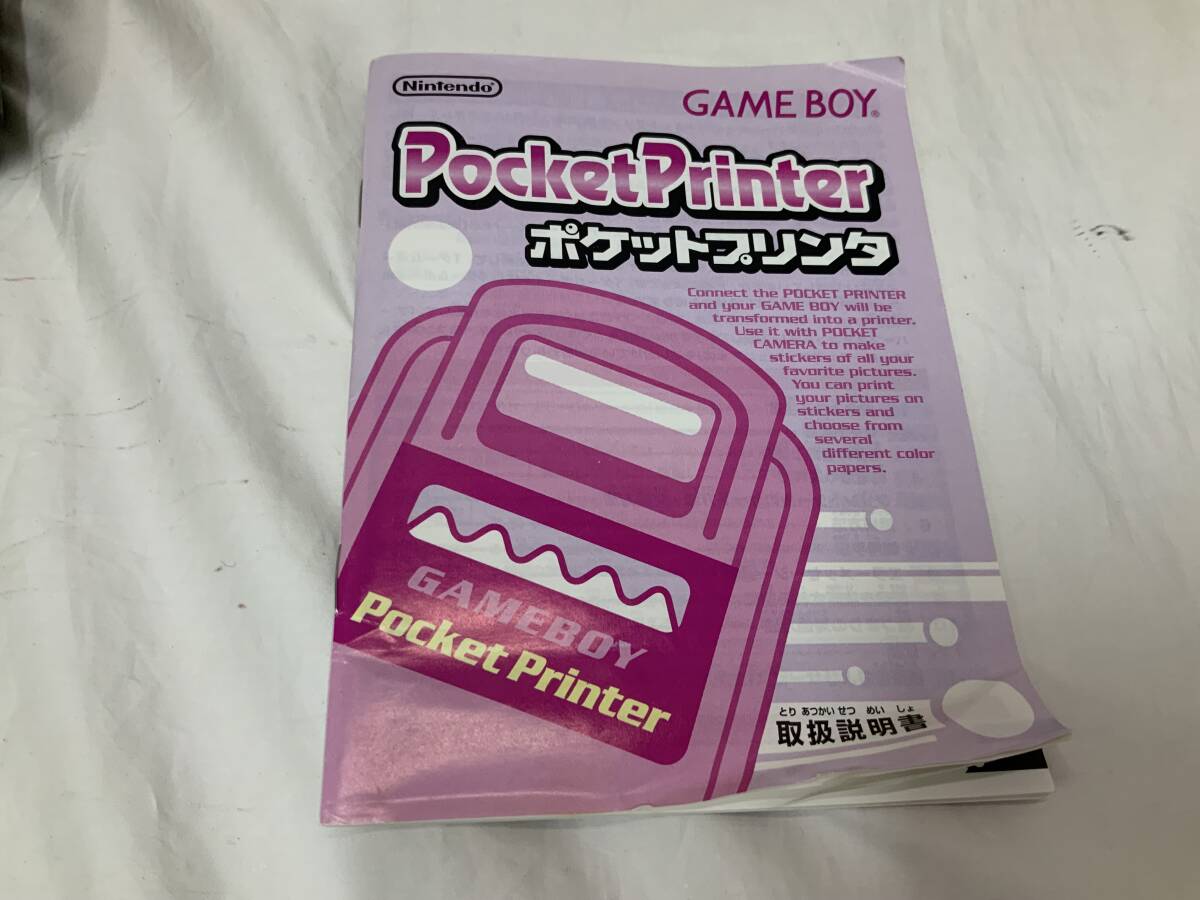 Nintendo®
GAME BOY®
PocketPrinter
ポケットプリンタ
Connect the POCKET PRINTER
and your GAME BOY will be
transformed into a printer.
Use it with POCKET
CAMERA to make
stickers of all your
favorite pictures.
You can print
your pictures on
stickers and
choose from
several
different color
papers.
GAMEBOY
Pocket Printer
とり あつかい せつ めい しょ
取扱説明書